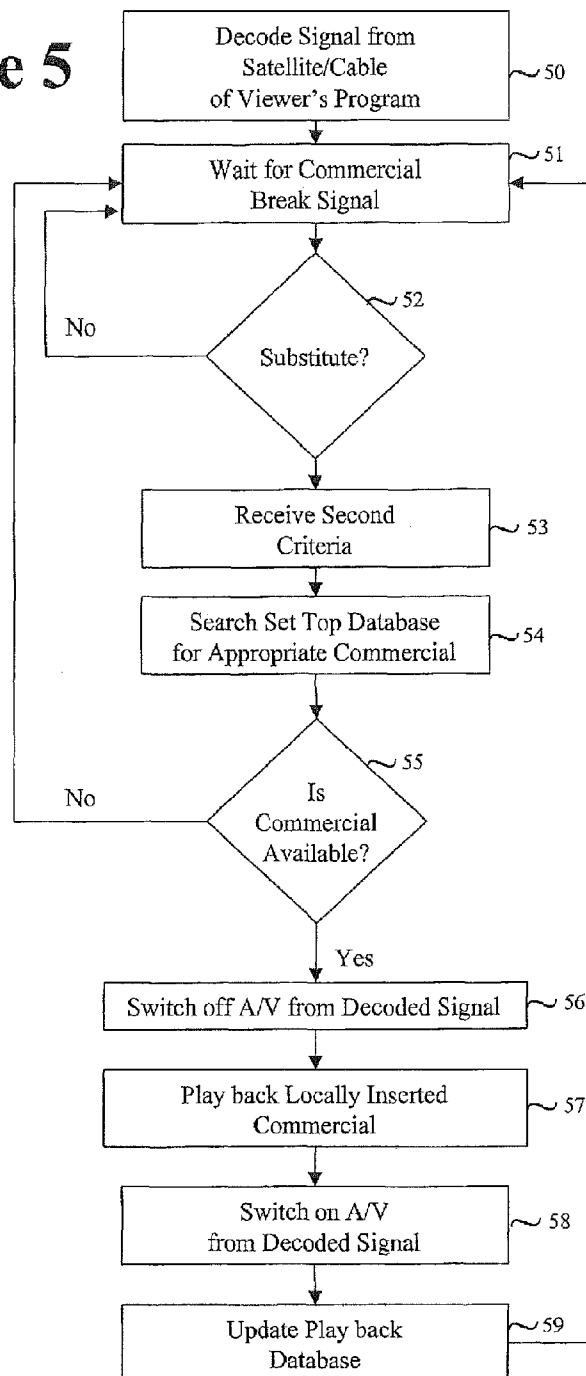 e 5
Decode Signal from
Satellite/Cable
of Viewer's Program
50
Wait for Commercial
Break Signal
51
52
No
Substitute?
Receive Second
Criteria
53
Search Set Top Database
for Appropriate Commercial
54
55
No
Is
Commercial
Available?
Yes
Switch off A/V from Decoded Signal
56
Play back Locally Inserted
Commercial
57
Switch on A/V
from Decoded Signal
58
Update Play back
Database
59